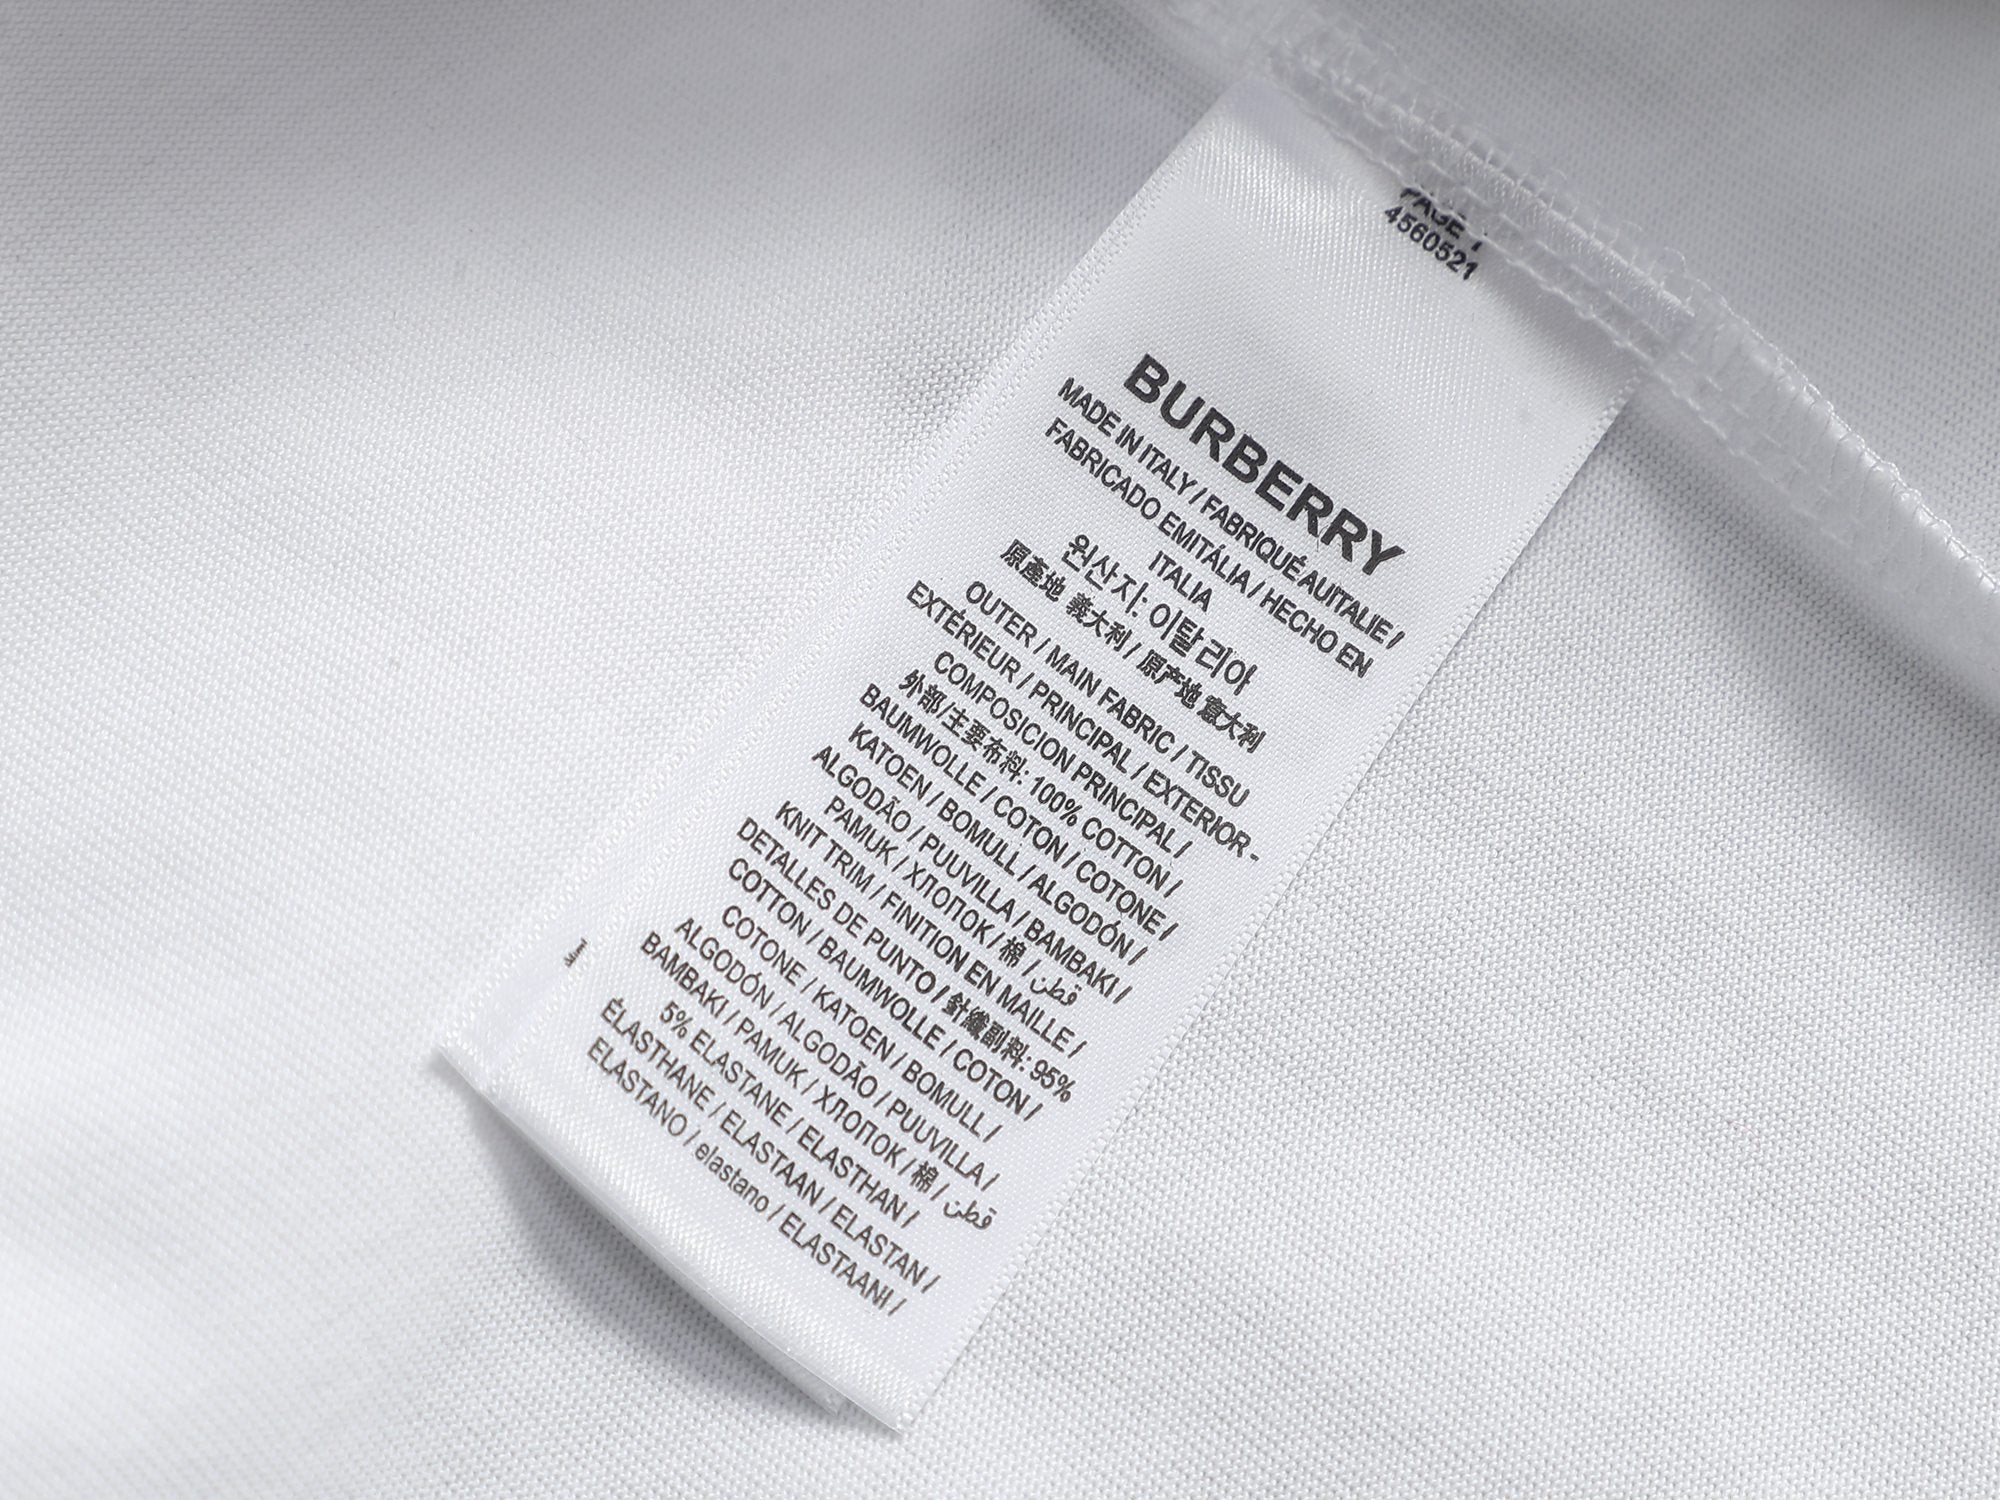 PAGE 1
4560521
BURBERRY
MADE IN ITALY / FABRIQUÉ AUITALIE /
FABRICADO EMITÁLIA / HECHO EN
ITALIA
원산지: 이탈리아
原產地 義大利 / 原产地 意大利
OUTER / MAIN FABRIC / TISSU
EXTÉRIEUR / PRINCIPAL / EXTERIOR -
COMPOSICION PRINCIPAL /
外部/主要布料: 100% COTTON /
BAUMWOLLE / COTON / COTONE /
KATOEN / BOMULL / ALGODÓN /
ALGODÃO / PUUVILLA / BAMBAKI /
PAMUK / ХЛОПОК / 棉 / قطن
KNIT TRIM / FINITION EN MAILLE /
DETALLES DE PUNTO / 針織副料: 95%
COTTON / BAUMWOLLE / COTON /
COTONE / KATOEN / BOMULL /
ALGODÓN / ALGODÃO / PUUVILLA /
BAMBAKI / PAMUK / ХЛОПОК / 棉 / قطن
5% ELASTANE / ELASTHAN /
ÉLASTHANE / ELASTAAN / ELASTAN /
ELASTANO / elastano / ELASTAANI /